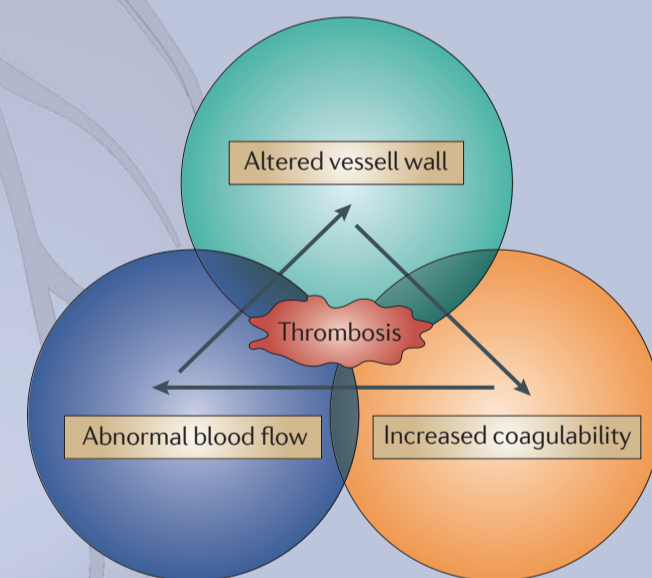 Altered vessell wall
Thrombosis
Abnormal blood flow
Increased coagulability